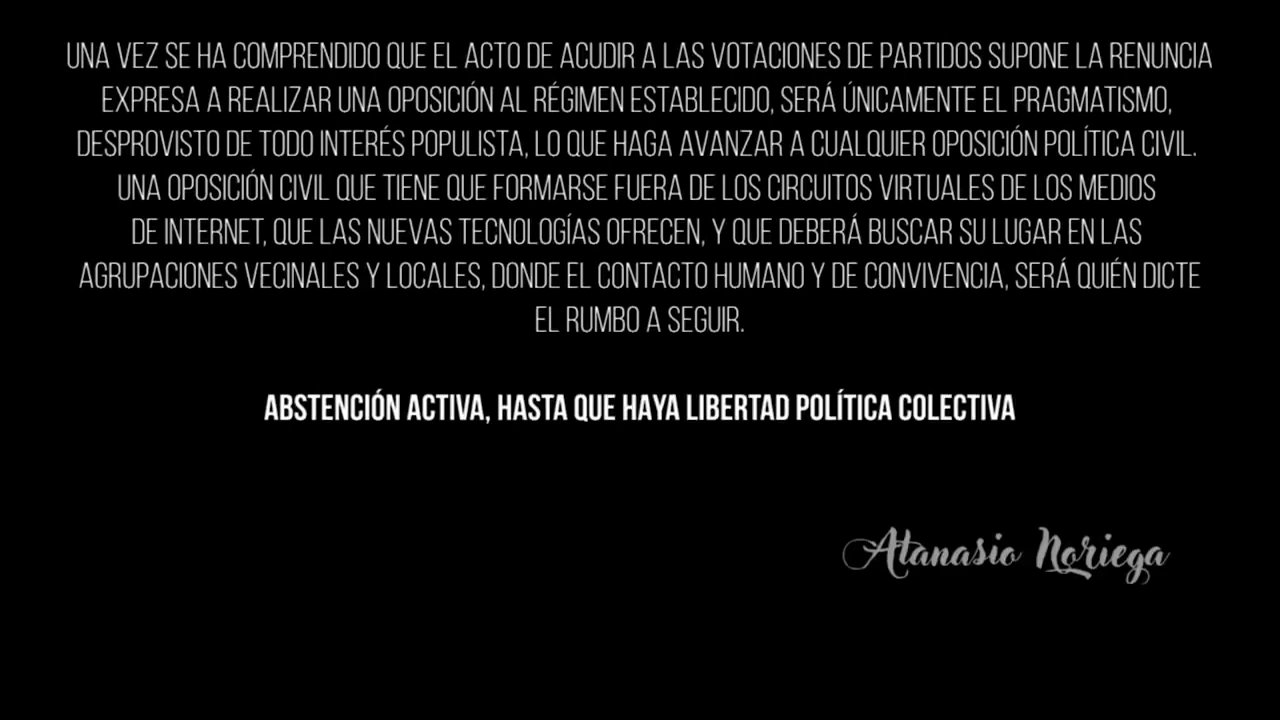 UNA VEZ SE HA COMPRENDIDO QUE EL ACTO DE ACUDIR A LAS VOTACIONES DE PARTIDOS SUPONE LA RENUNCIA
EXPRESA A REALIZAR UNA OPOSICIÓN AL RÉGIMEN ESTABLECIDO, SERÁ ÚNICAMENTE EL PRAGMATISMO,
DESPROVISTO DE TODO INTERÉS POPULISTA, LO QUE HAGA AVANZAR A CUALQUIER OPOSICIÓN POLÍTICA CIVIL.
UNA OPOSICIÓN CIVIL QUE TIENE QUE FORMARSE FUERA DE LOS CIRCUITOS VIRTUALES DE LOS MEDIOS
DE INTERNET, QUE LAS NUEVAS TECNOLOGÍAS OFRECEN, Y QUE DEBERÁ BUSCAR SU LUGAR EN LAS
AGRUPACIONES VECINALES Y LOCALES, DONDE EL CONTACTO HUMANO Y DE CONVIVENCIA, SERÁ QUIÉN DICTE
EL RUMBO A SEGUIR.
ABSTENCIÓN ACTIVA, HASTA QUE HAYA LIBERTAD POLÍTICA COLECTIVA
Atanasio Noriega